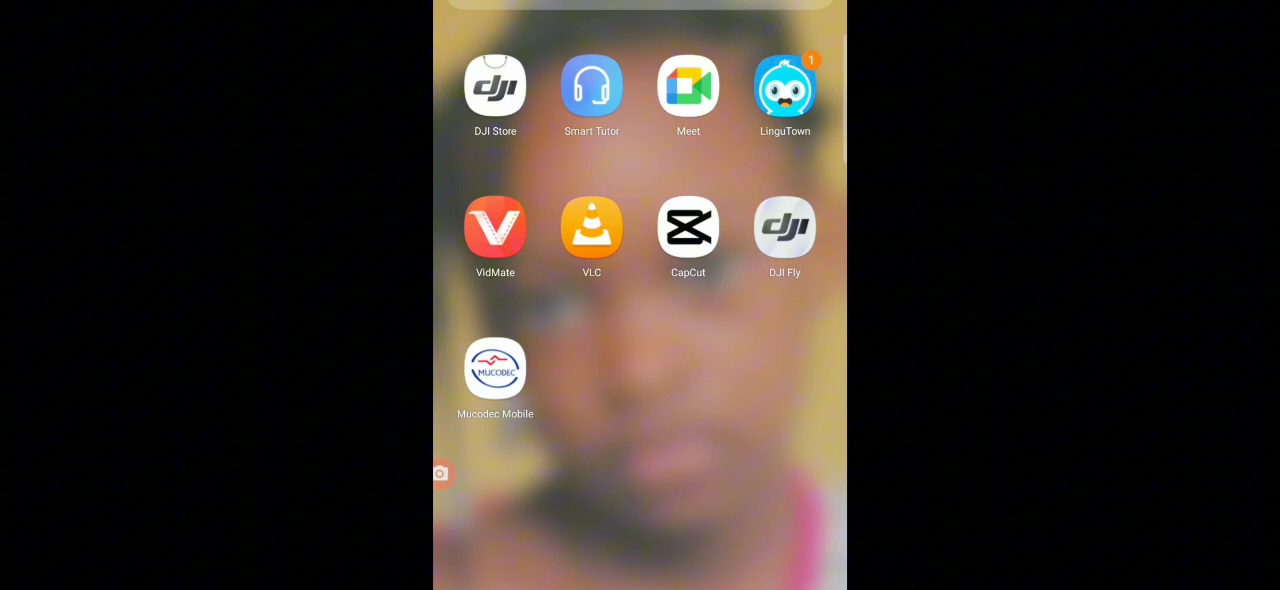 1
dji
DJI Store
Smart Tutor
Meet
LinguTown
dji
VidMate
VLC
CapCut
DJI Fly
MUCODEC
Mucodec Mobile